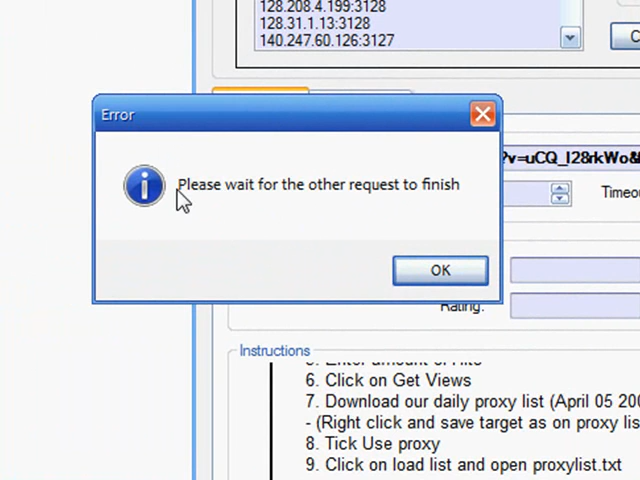 128.208.4.199:3128
128.31.1.13:3128
140.247.60.126:3127
Error
?v=uCQ_I28rkWo&
Please wait for the other request to finish
Timeou
OK
Rating:
Instructions
6. Click on Get Views
7. Download our daily proxy list (April 05 200
- (Right click and save target as on proxy lis
8. Tick Use proxy
9. Click on load list and open proxylist.txt